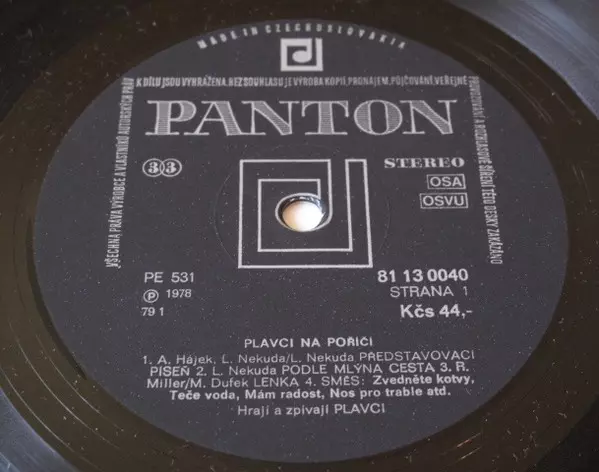 MADE IN CZECHOSLOVAKIA
K DÍLU JSOU VYHRAŽENA. BEZ SOUHLASU JE VÝROBA KOPIÍ, PRONÁJEM, PŮJČOVÁNÍ VEŘEJNÉ
VŠECHNA PRÁVA VÝROBCE A VLASTNÍKŮ AUTORSKÝCH PRÁV
PROVOZOVÁNÍ A ROZHLASOVÉ ŠÍŘENÍ TÉTO DESKY ZAKÁZÁNO
PANTON
33
STEREO
OSA
OSVU
PE 531
81 13 0040
Ⓟ 1978
STRANA 1
79 1
Kčs 44,-
PLAVCI NA POŘÍČÍ
1. A. Hájek, L. Nekuda/L. Nekuda PŘEDSTAVOVACÍ
PÍSEŇ 2. L. Nekuda PODLE MLÝNA CESTA 3. R.
Miller/M. Dufek LENKA 4. SMĚS: Zvedněte kotvy,
Teče voda, Mám radost, Nos pro trable atd.
Hrají a zpívají PLAVCI